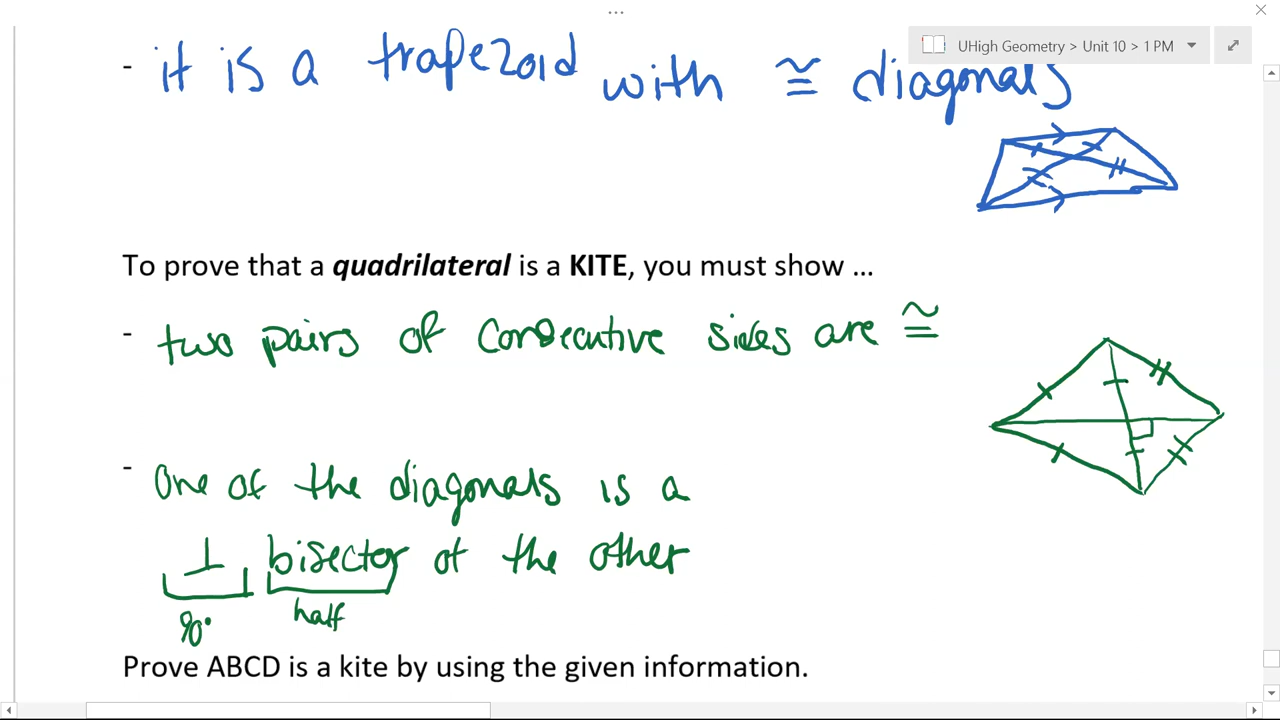 UHigh Geometry > Unit 10 > 1 PM
- it is a trapezoid with ≅ diagonals
To prove that a quadrilateral is a KITE, you must show ...
- two pairs of consecutive sides are ≅
- One of the diagonals is a
⊥ bisector of the other
90° half
Prove ABCD is a kite by using the given information.